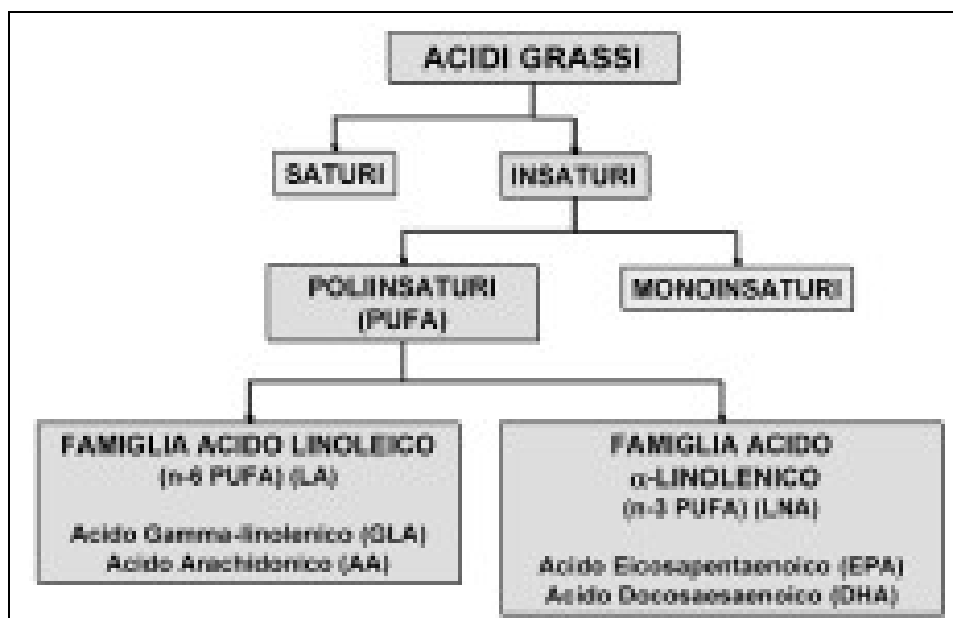 ACIDI GRASSI
SATURI
INSATURI
POLIINSATURI
(PUFA)
MONOINSATURI
FAMIGLIA ACIDO LINOLEICO
(n-6 PUFA) (LA)
Acido Gamma-linolenico (GLA)
Acido Arachidonico (AA)
FAMIGLIA ACIDO
α-LINOLENICO
(n-3 PUFA) (LNA)
Acido Eicosapentaenoico (EPA)
Acido Docosaesaenoico (DHA)